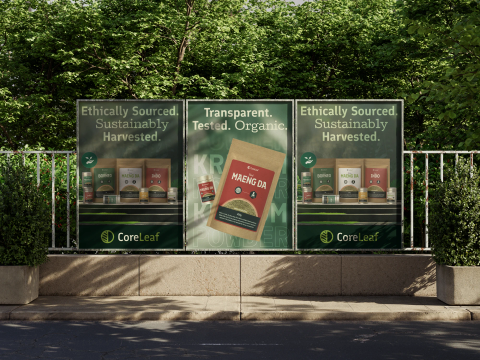 Ethically Sourced.
Sustainably
Harvested.
CoreLeaf
Transparent.
Tested. Organic.
MAENG DA
Ethically Sourced.
Sustainably
Harvested.
CoreLeaf